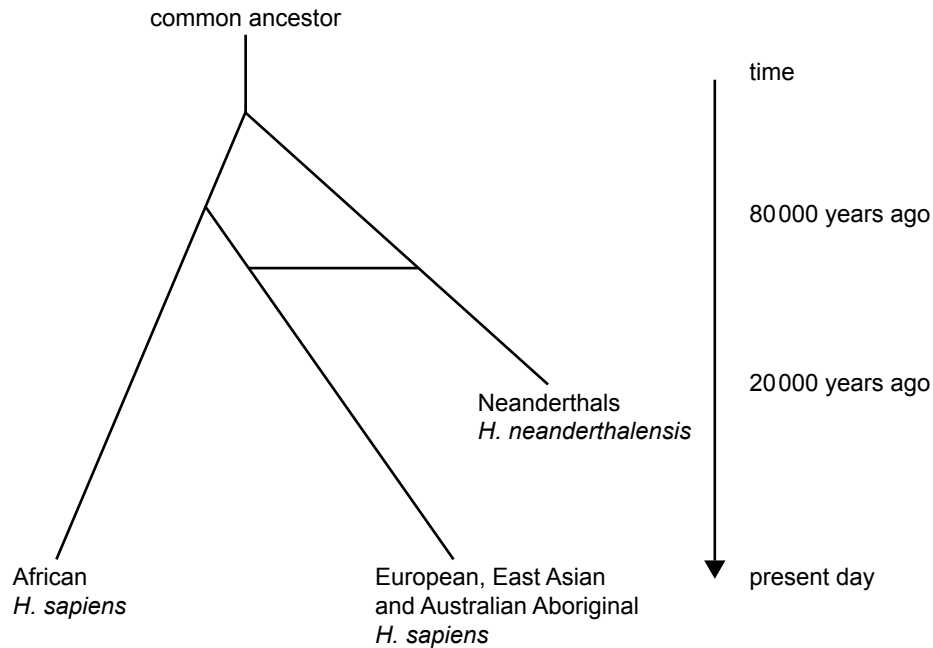 common ancestor
time
80 000 years ago
20 000 years ago
Neanderthals
H. neanderthalensis
African
H. sapiens
European, East Asian
and Australian Aboriginal
H. sapiens
present day